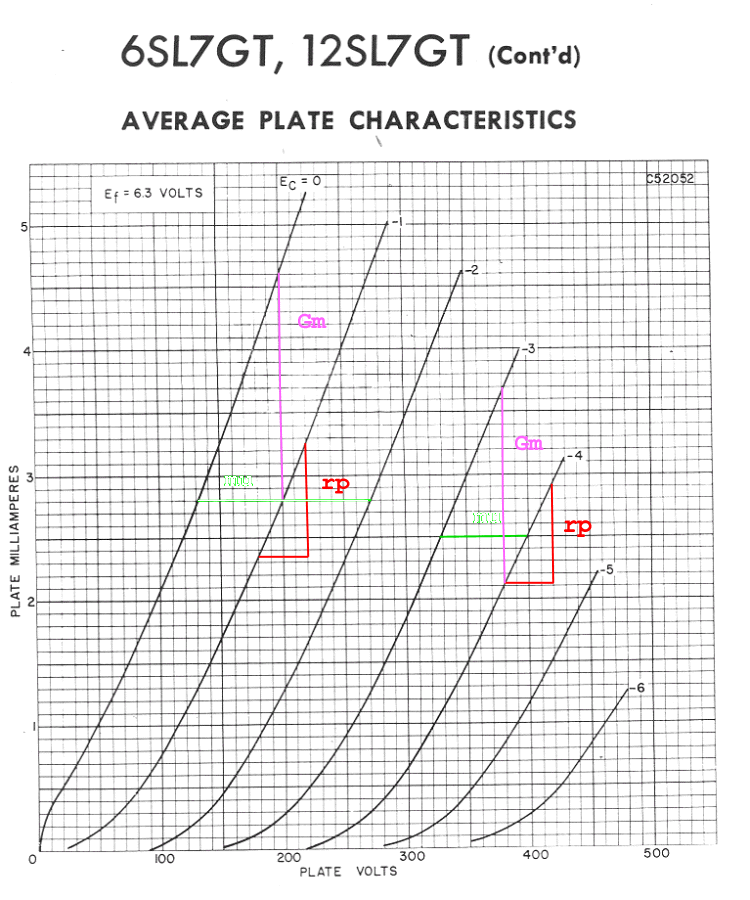 6SL7GT, 12SL7GT (Cont'd)
AVERAGE PLATE CHARACTERISTICS
Ef = 6.3 VOLTS
EC = 0
C52052
-1
-2
-3
-4
-5
-6
Gm
rp
Gm
rp
PLATE MILLIAMPERES
5
4
3
2
1
0
100
200
300
400
500
PLATE VOLTS